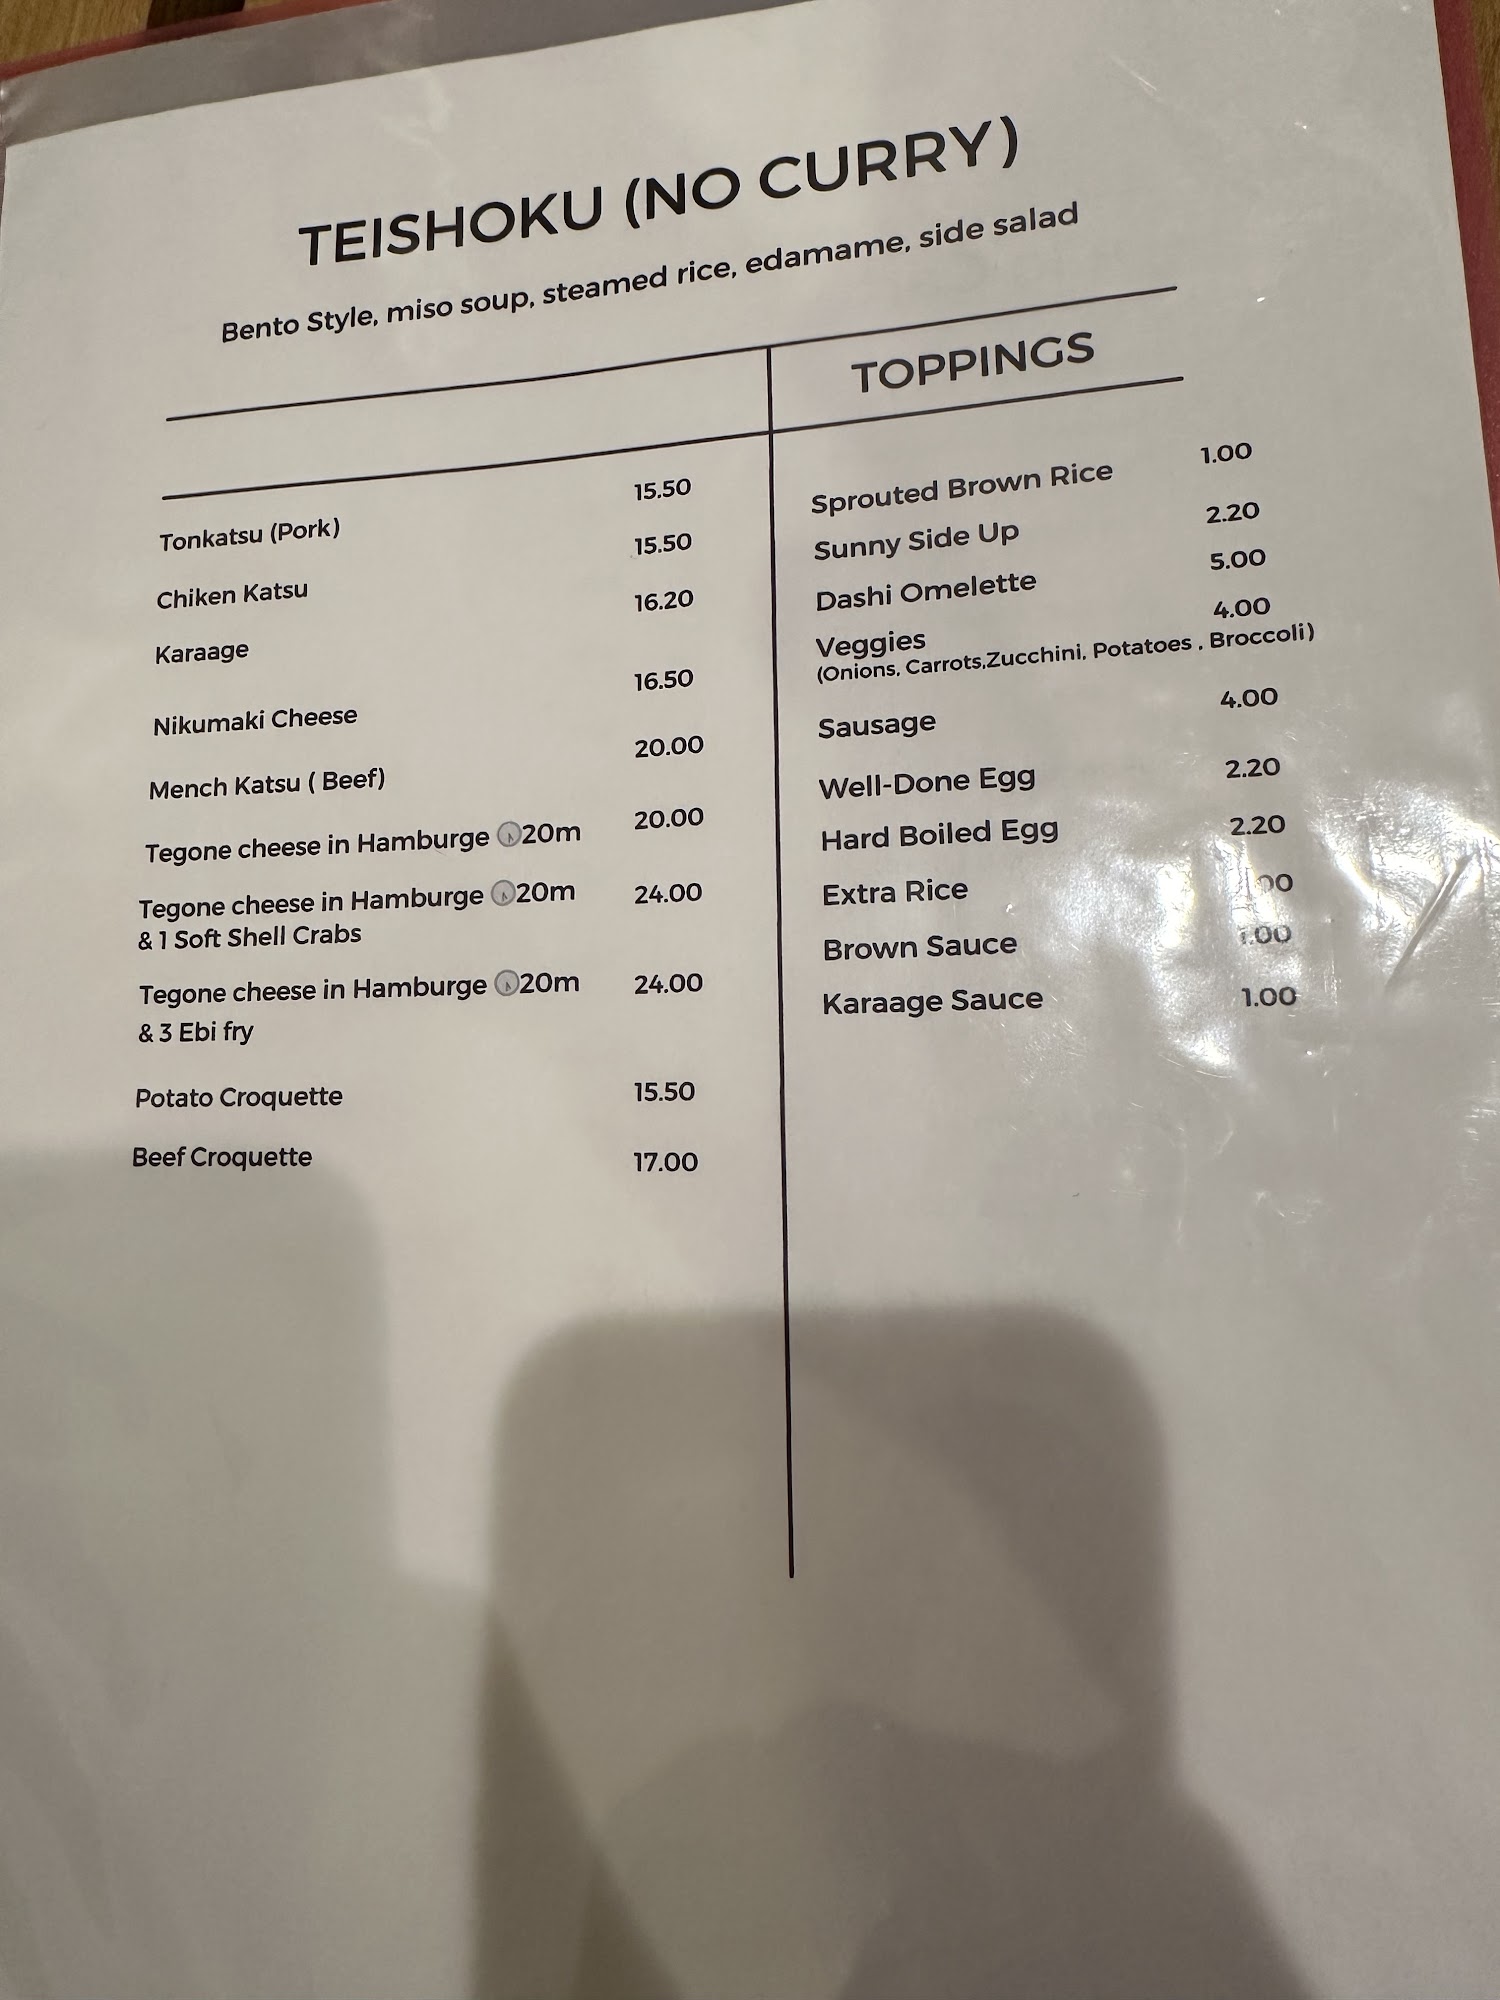 TEISHOKU (NO CURRY)
Bento Style, miso soup, steamed rice, edamame, side salad
TOPPINGS
Tonkatsu (Pork) 15.50
Chiken Katsu 15.50
Karaage 16.20
Nikumaki Cheese 16.50
Mench Katsu ( Beef) 20.00
Tegone cheese in Hamburge 20m 20.00
Tegone cheese in Hamburge 20m 24.00
& 1 Soft Shell Crabs
Tegone cheese in Hamburge 20m 24.00
& 3 Ebi fry
Potato Croquette 15.50
Beef Croquette 17.00
Sprouted Brown Rice 1.00
Sunny Side Up 2.20
Dashi Omelette 5.00
Veggies 4.00
(Onions, Carrots,Zucchini, Potatoes , Broccoli)
Sausage 4.00
Well-Done Egg 2.20
Hard Boiled Egg 2.20
Extra Rice
Brown Sauce 1.00
Karaage Sauce 1.00